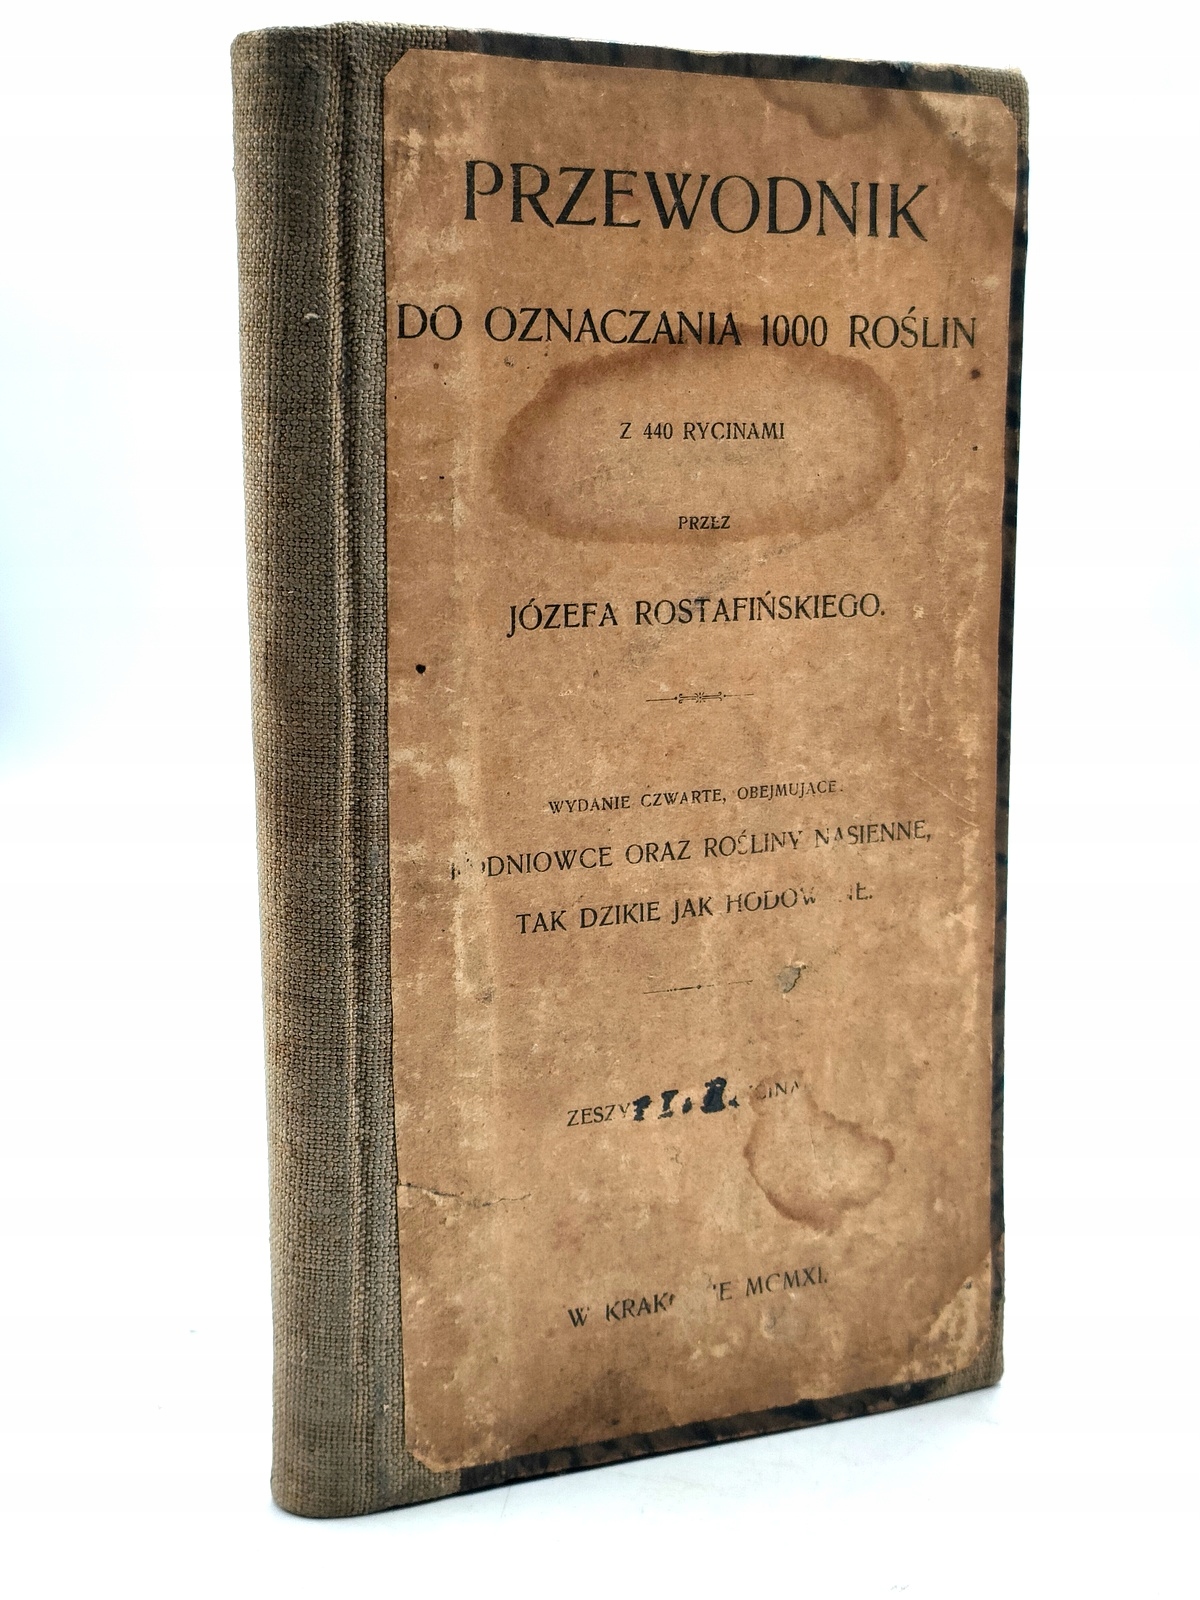 PRZEWODNIK
DO OZNACZANIA 1000 ROŚLIN
Z 440 RYCINAMI
PRZEZ
JÓZEFA ROSTAFIŃSKIEGO.
WYDANIE CZWARTE, OBEJMUJĄCE:
ORAZ ROŚLINY NASIENNE,
TAK DZIKIE JAK
W MCMXI.